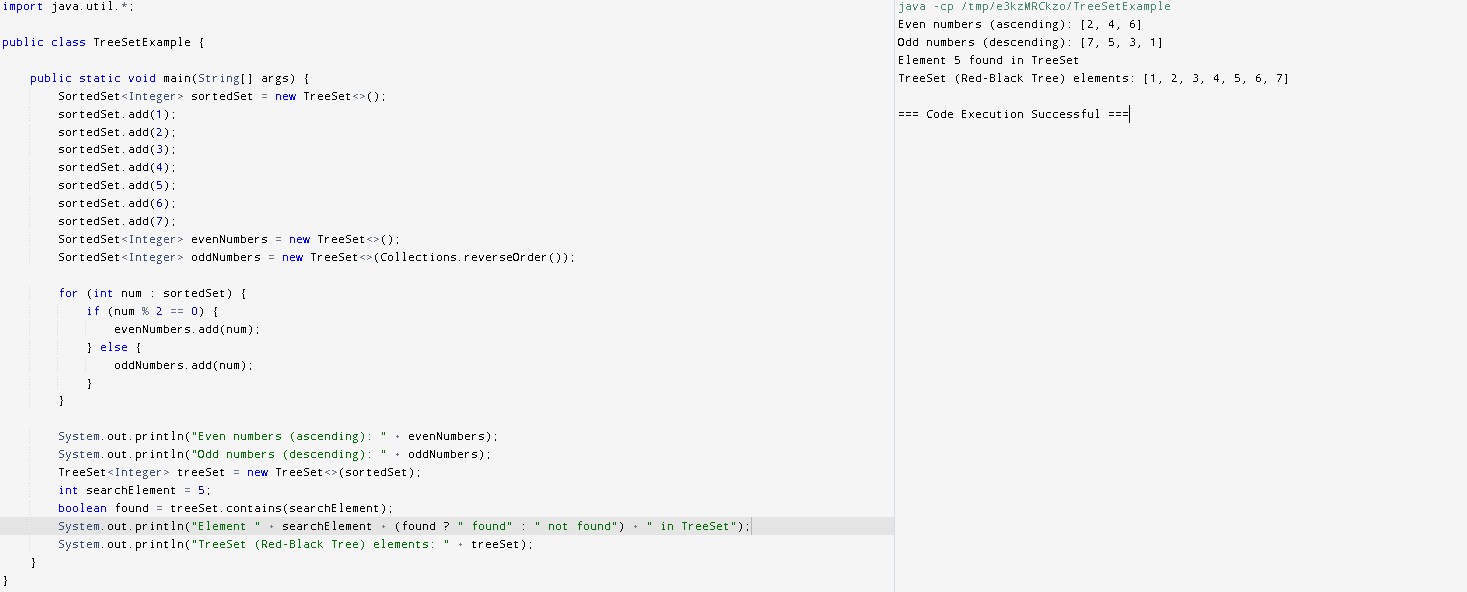 import java.util.*;
public class TreeSetExample {
public static void main(String[] args) {
SortedSet<Integer> sortedSet = new TreeSet<>();
sortedSet.add(1);
sortedSet.add(2);
sortedSet.add(3);
sortedSet.add(4);
sortedSet.add(5);
sortedSet.add(6);
sortedSet.add(7);
SortedSet<Integer> evenNumbers = new TreeSet<>();
SortedSet<Integer> oddNumbers = new TreeSet<>(Collections.reverseOrder());
for (int num : sortedSet) {
if (num % 2 == 0) {
evenNumbers.add(num);
} else {
oddNumbers.add(num);
}
}
System.out.println("Even numbers (ascending): " + evenNumbers);
System.out.println("Odd numbers (descending): " + oddNumbers);
TreeSet<Integer> treeSet = new TreeSet<>(sortedSet);
int searchElement = 5;
boolean found = treeSet.contains(searchElement);
System.out.println("Element " + searchElement + (found ? " found" : " not found") + " in TreeSet");
System.out.println("TreeSet (Red-Black Tree) elements: " + treeSet);
}
}
java -cp /tmp/e3kzMRCkzo/TreeSetExample
Even numbers (ascending): [2, 4, 6]
Odd numbers (descending): [7, 5, 3, 1]
Element 5 found in TreeSet
TreeSet (Red-Black Tree) elements: [1, 2, 3, 4, 5, 6, 7]
=== Code Execution Successful ===